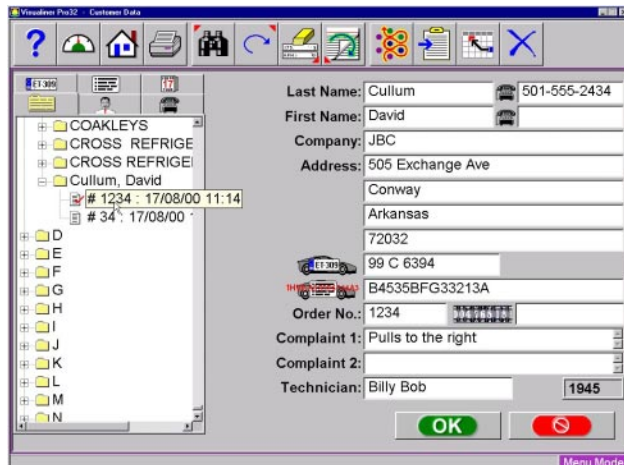 Visualiner Pro32 - Customer Data
?
ET-309
17
COAKLEYS
CROSS REFRIGE
CROSS REFRIGEI
Cullum, David
# 1234 : 17/08/00 11:14
# 34 : 17/08/00
D
E
F
G
H
I
J
K
L
M
N
Last Name: Cullum 501-555-2434
First Name: David
Company: JBC
Address: 505 Exchange Ave
Conway
Arkansas
72032
ET-309 99 C 6394
B4535BFG33213A
Order No.: 1234
Complaint 1: Pulls to the right
Complaint 2:
Technician: Billy Bob 1945
OK
Menu Mode